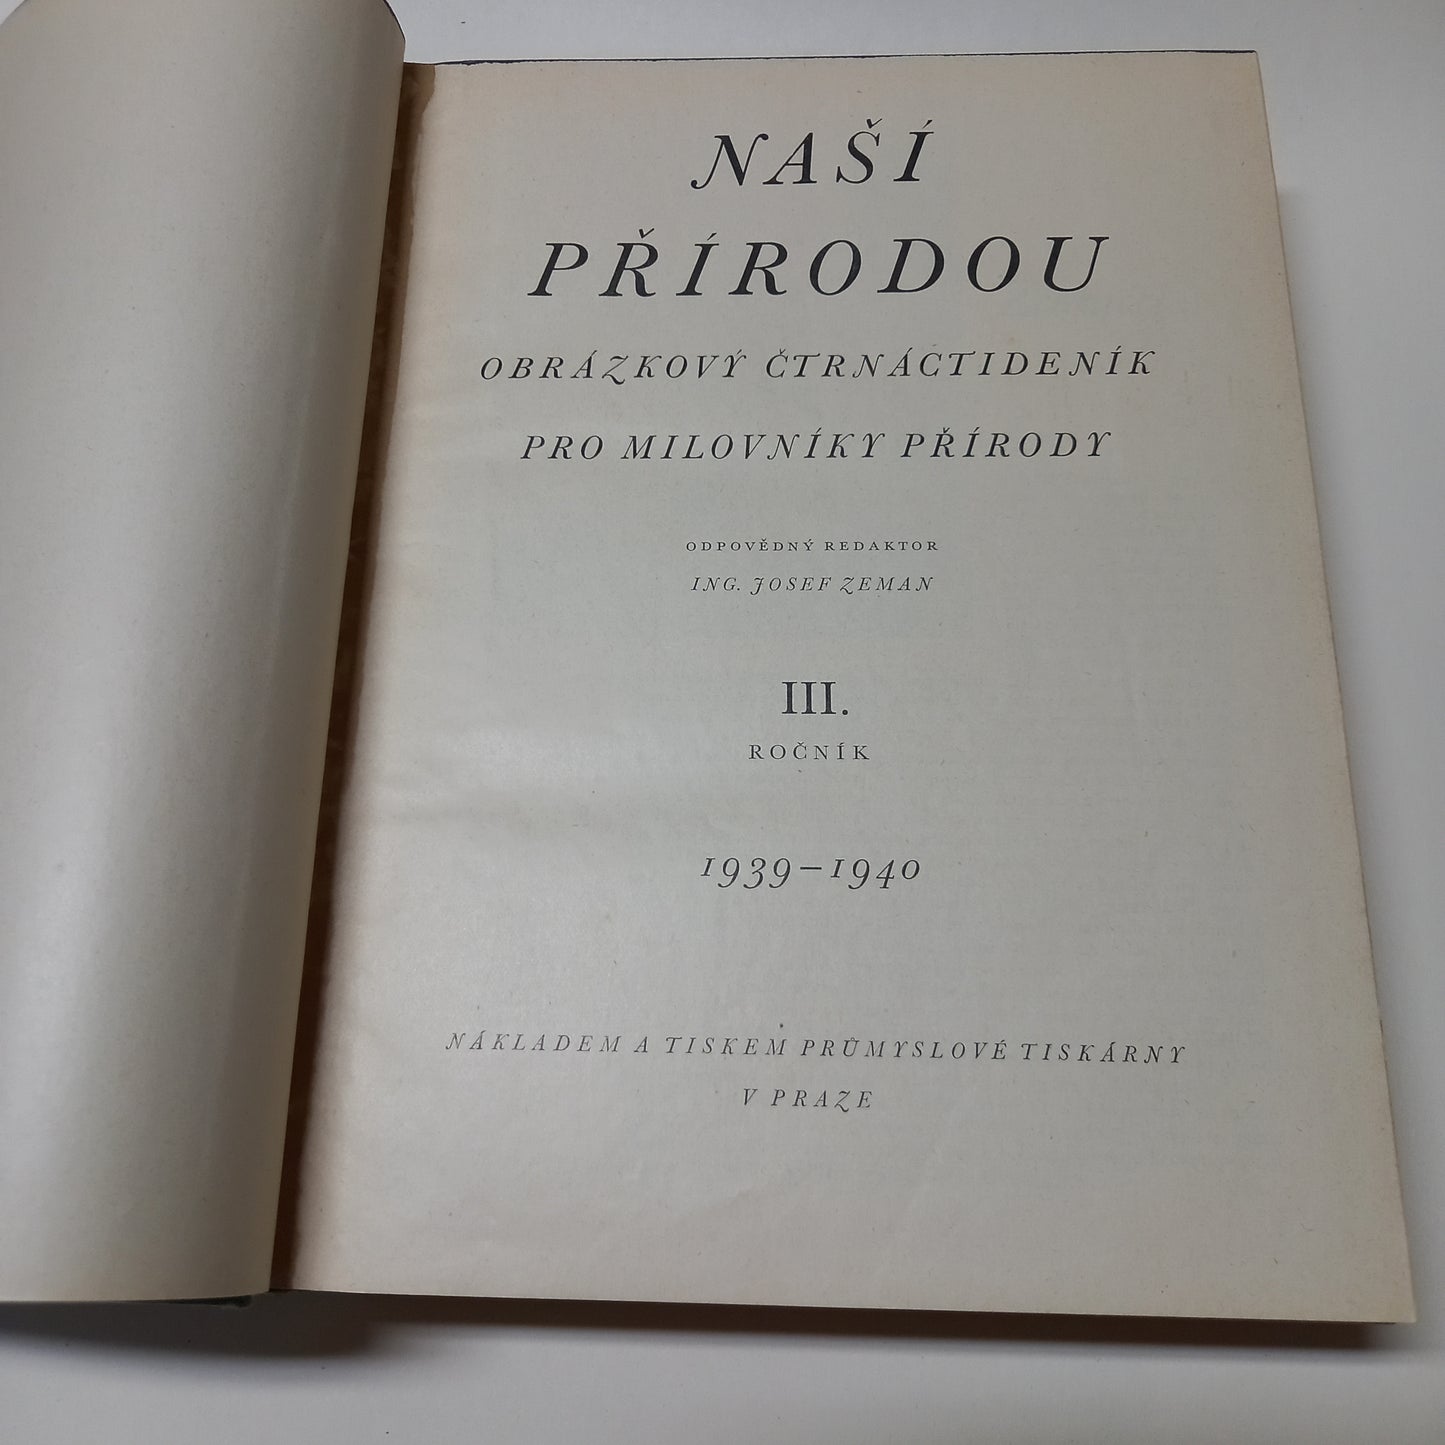 NAŠÍ
PŘÍRODOU
OBRÁZKOVÝ ČTRNÁCTIDENÍK
PRO MILOVNÍKY PŘÍRODY
ODPOVĚDNÝ REDAKTOR
ING. JOSEF ZEMAN
III.
ROČNÍK
1939–1940
NÁKLADEM A TISKEM PRŮMYSLOVÉ TISKÁRNY
V PRAZE